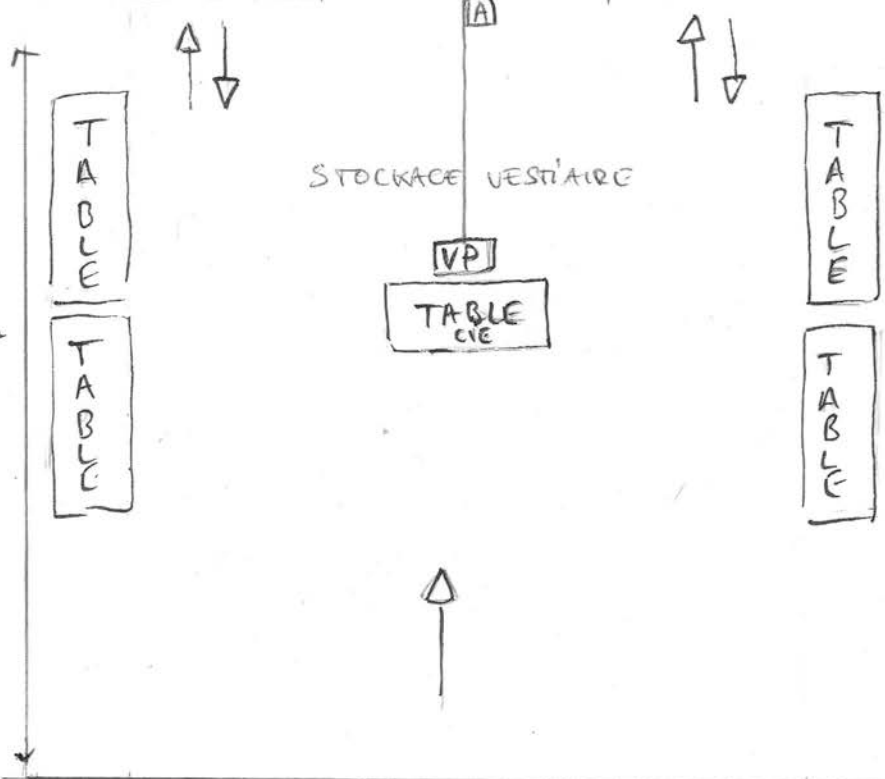 A
TABLE
TABLE
STOCKAGE VESTIAIRE
VP
TABLE
CIE
TABLE
TABLE